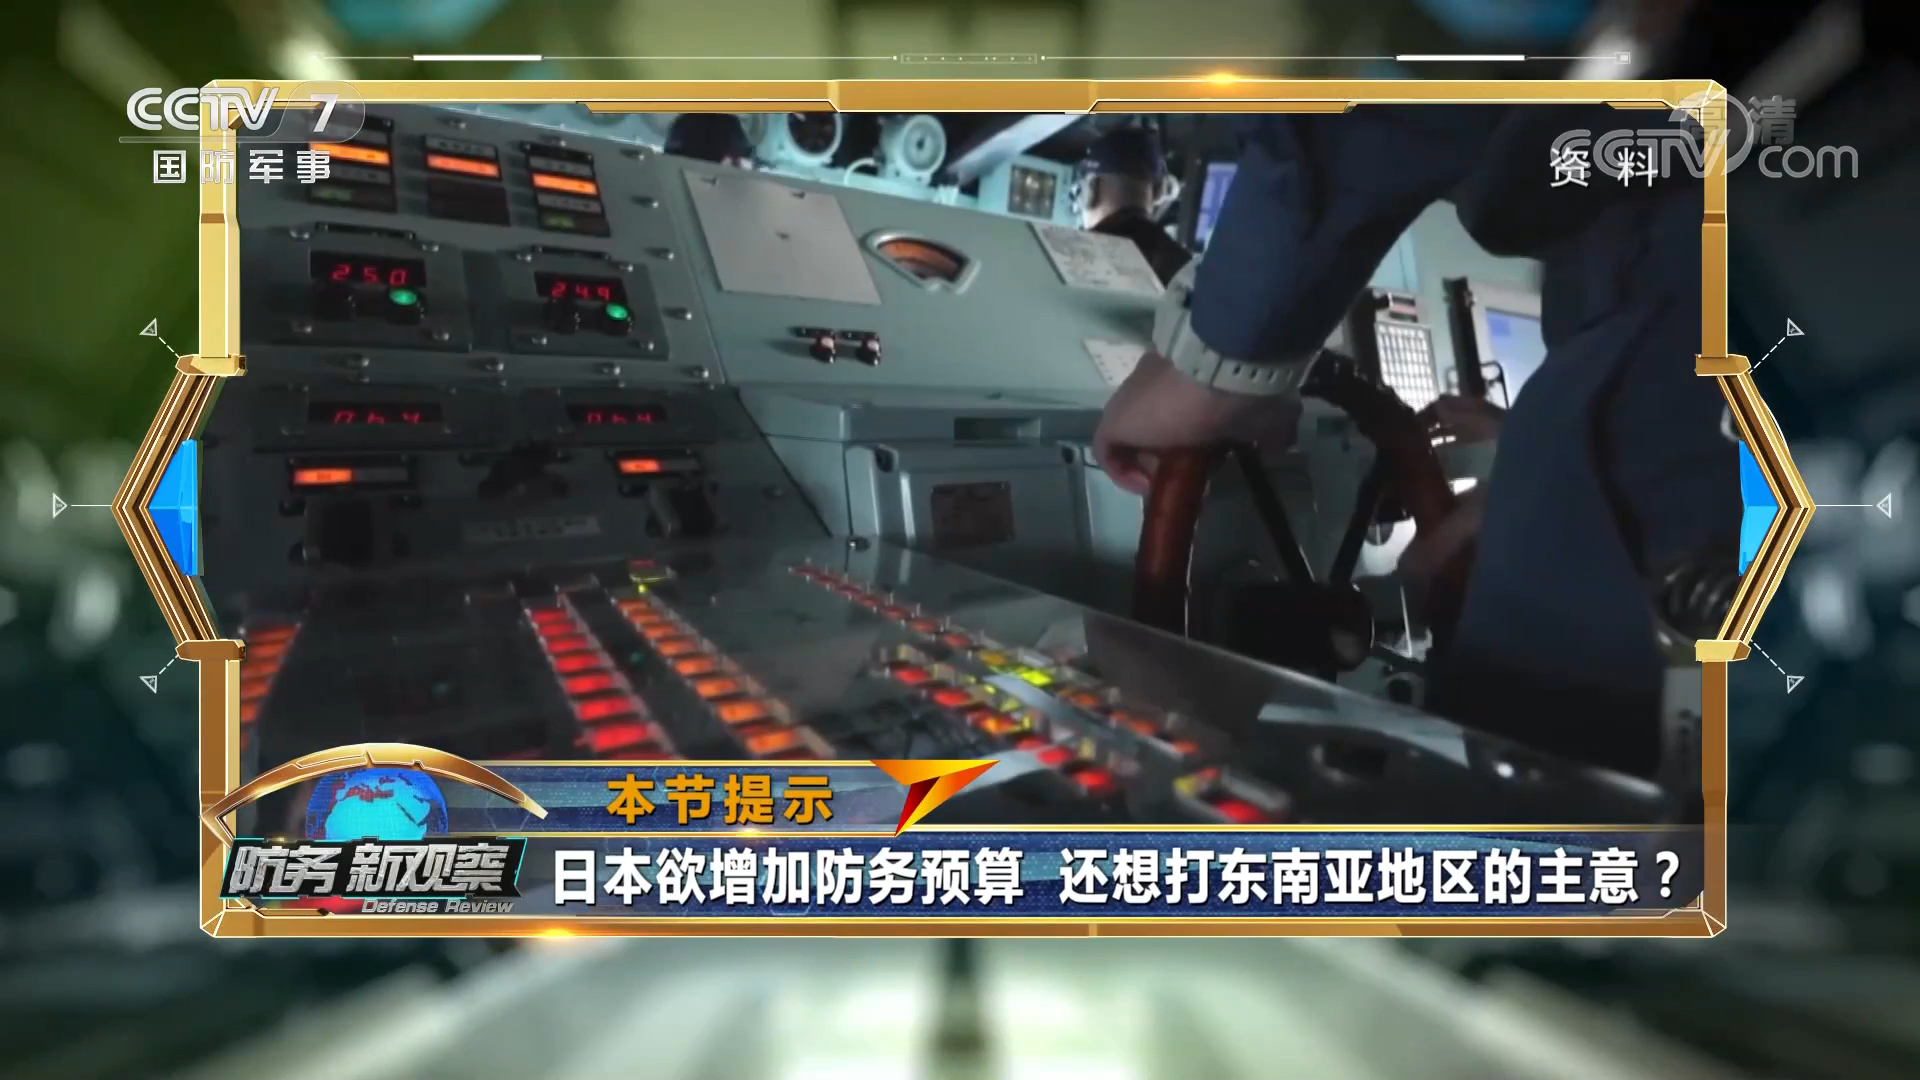 CCTV 7
国防军事
高清
CCTV com
资料
250
249
064
064
本节提示
防务新观察
Defense Review
日本欲增加防务预算 还想打东南亚地区的主意？